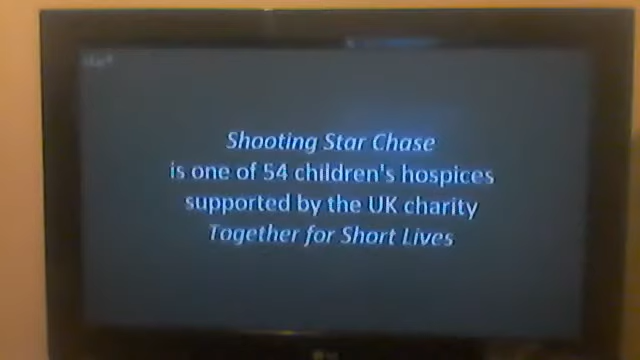 Shooting Star Chase
is one of 54 children's hospices
supported by the UK charity
Together for Short Lives